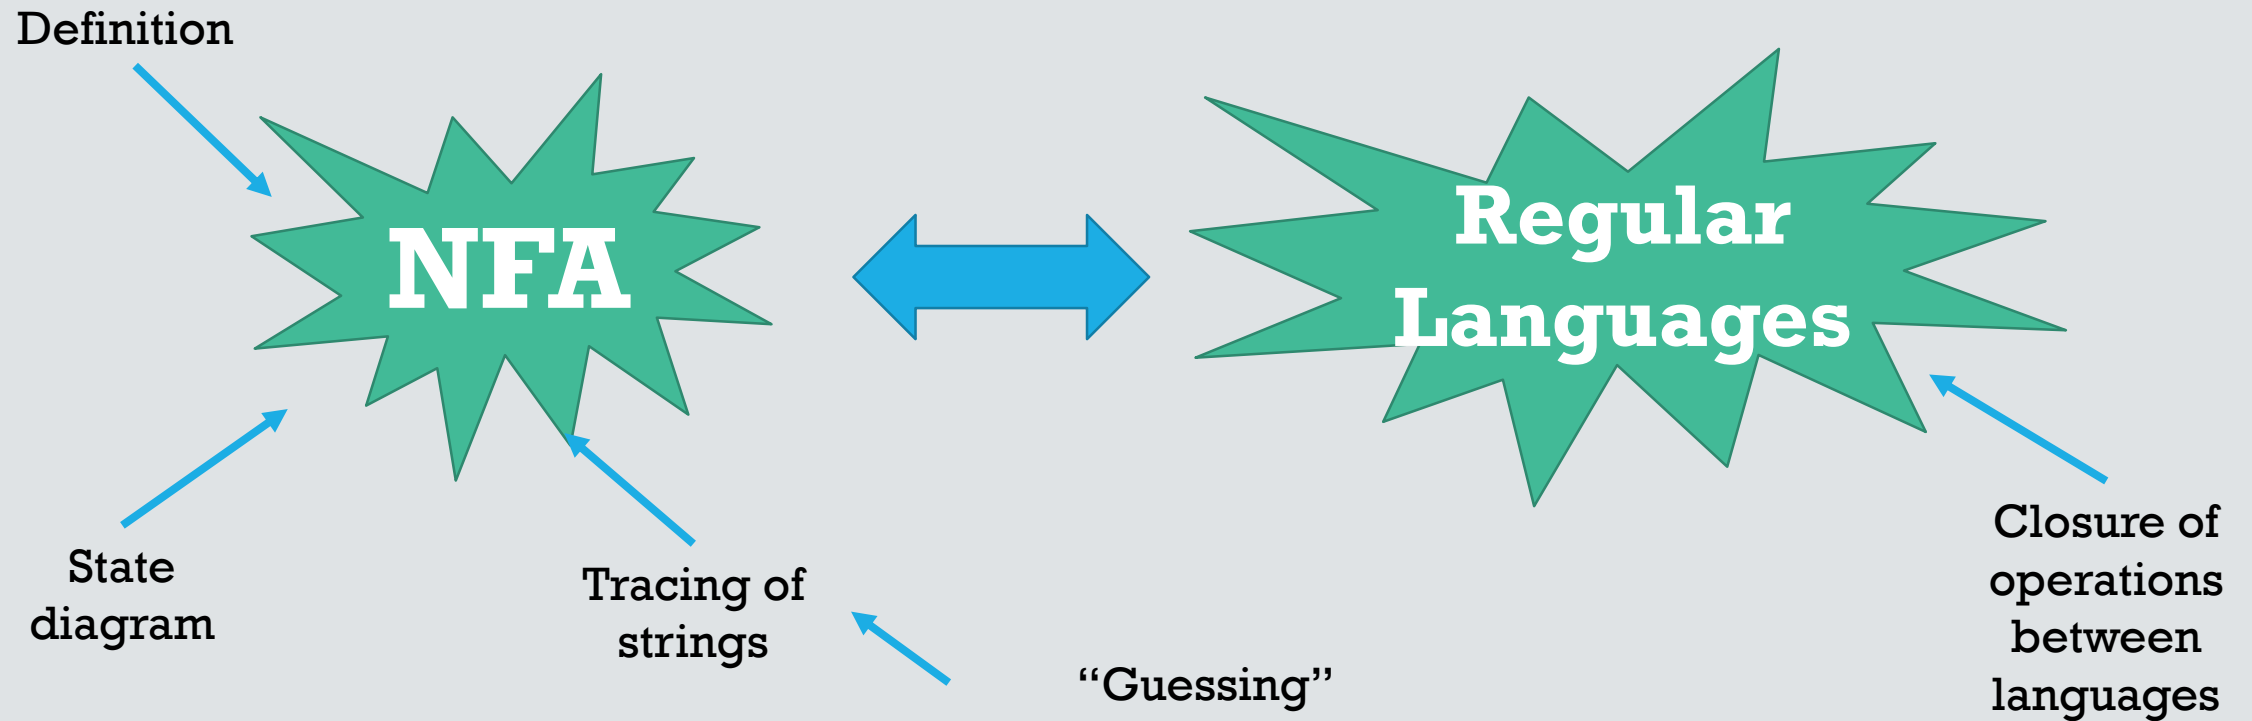 Definition
NFA
Regular
Languages
State
diagram
Tracing of
strings
“Guessing”
Closure of
operations
between
languages